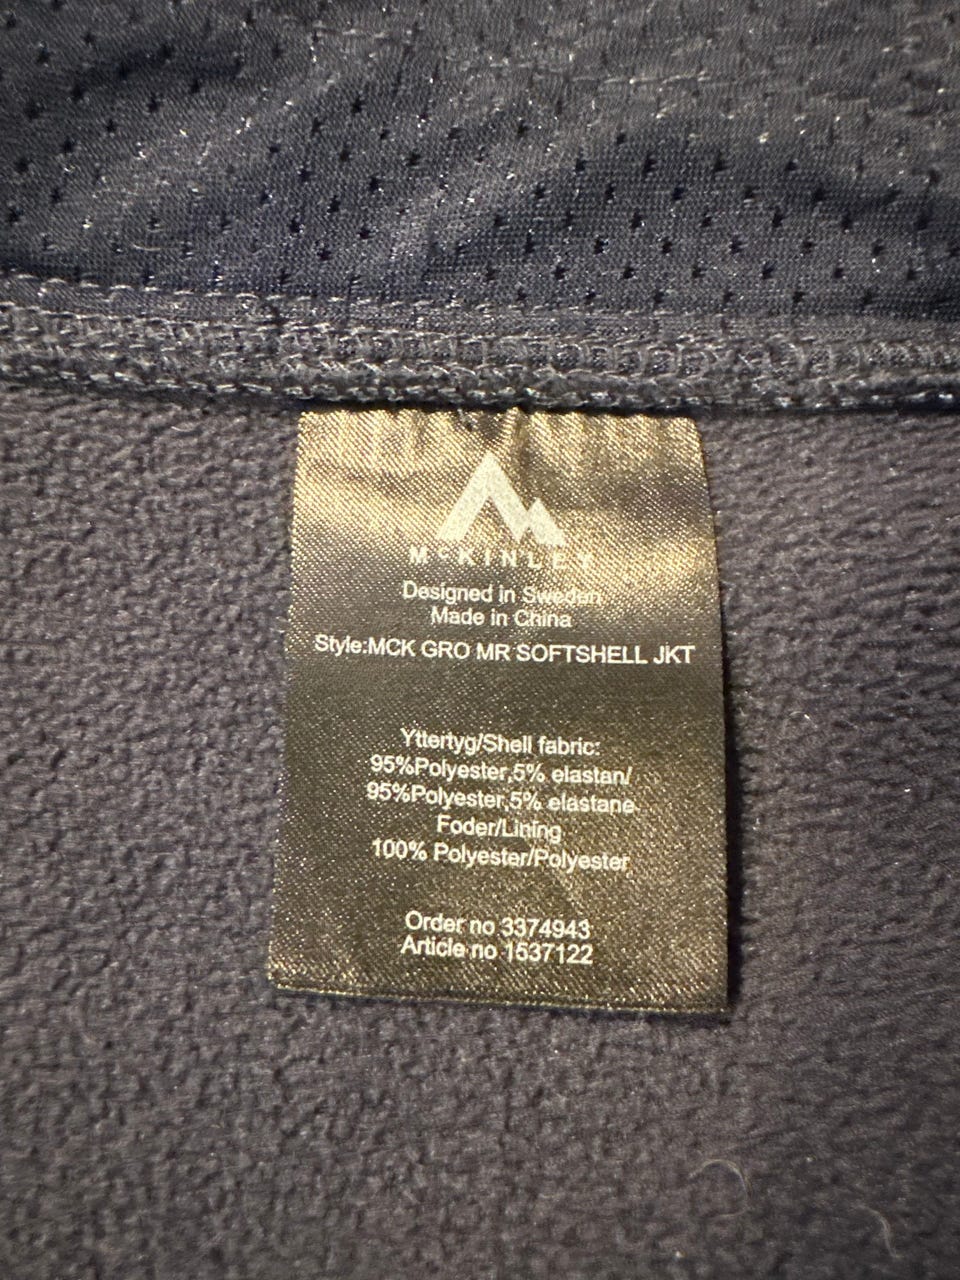 McKINLEY
Designed in Sweden
Made in China
Style:MCK GRO MR SOFTSHELL JKT
Yttertyg/Shell fabric:
95%Polyester,5% elastan/
95%Polyester,5% elastane
Foder/Lining
100% Polyester/Polyester
Order no 3374943
Article no 1537122